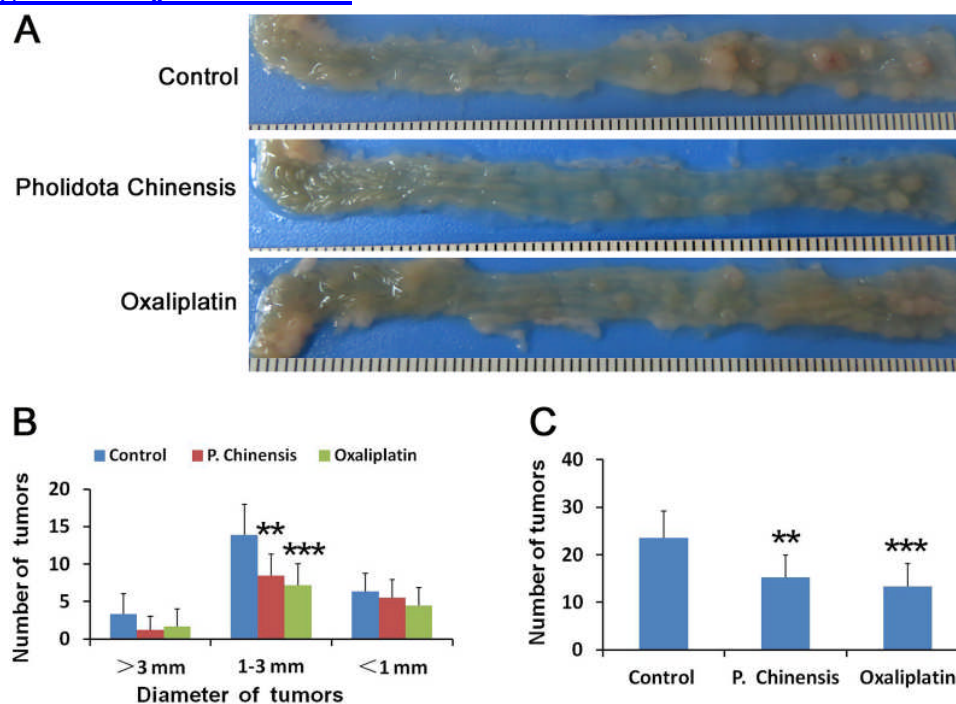 A
Control
Pholidota Chinensis
Oxaliplatin
B
Control P. Chinensis Oxaliplatin
Number of tumors
20
15
10
5
0
**
***
>3 mm 1-3 mm <1 mm
Diameter of tumors
C
Number of tumors
40
30
20
10
0
**
***
Control P. Chinensis Oxaliplatin